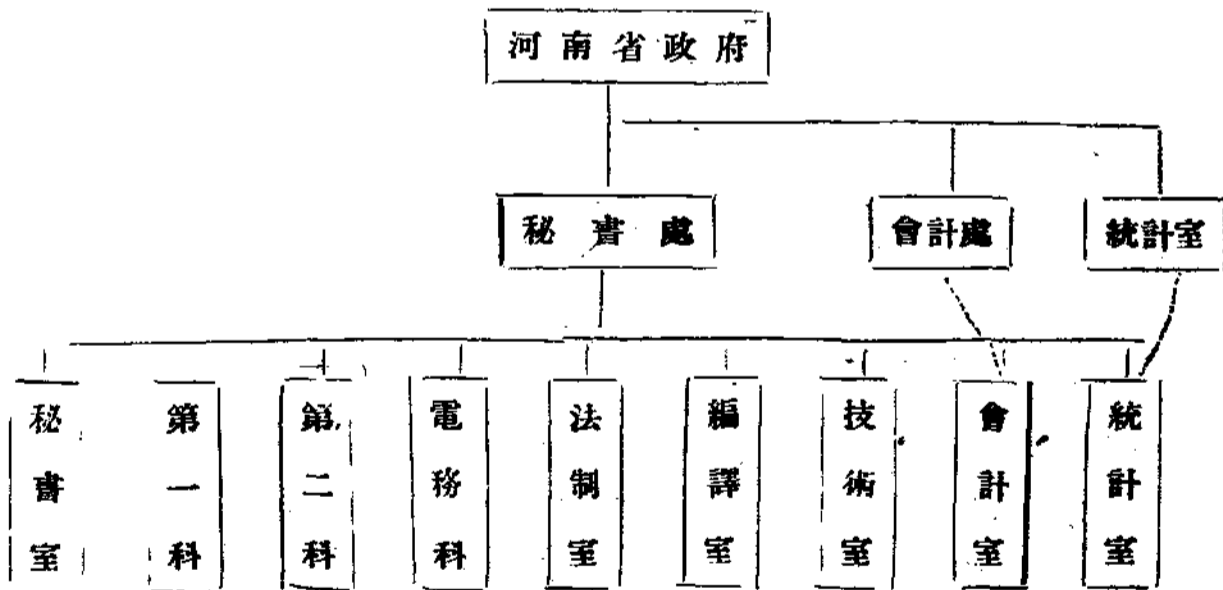 河南省政府
秘書處
會計處
統計室
秘書室
第一科
第二科
電務科
法制室
編譯室
技術室
會計室
統計室